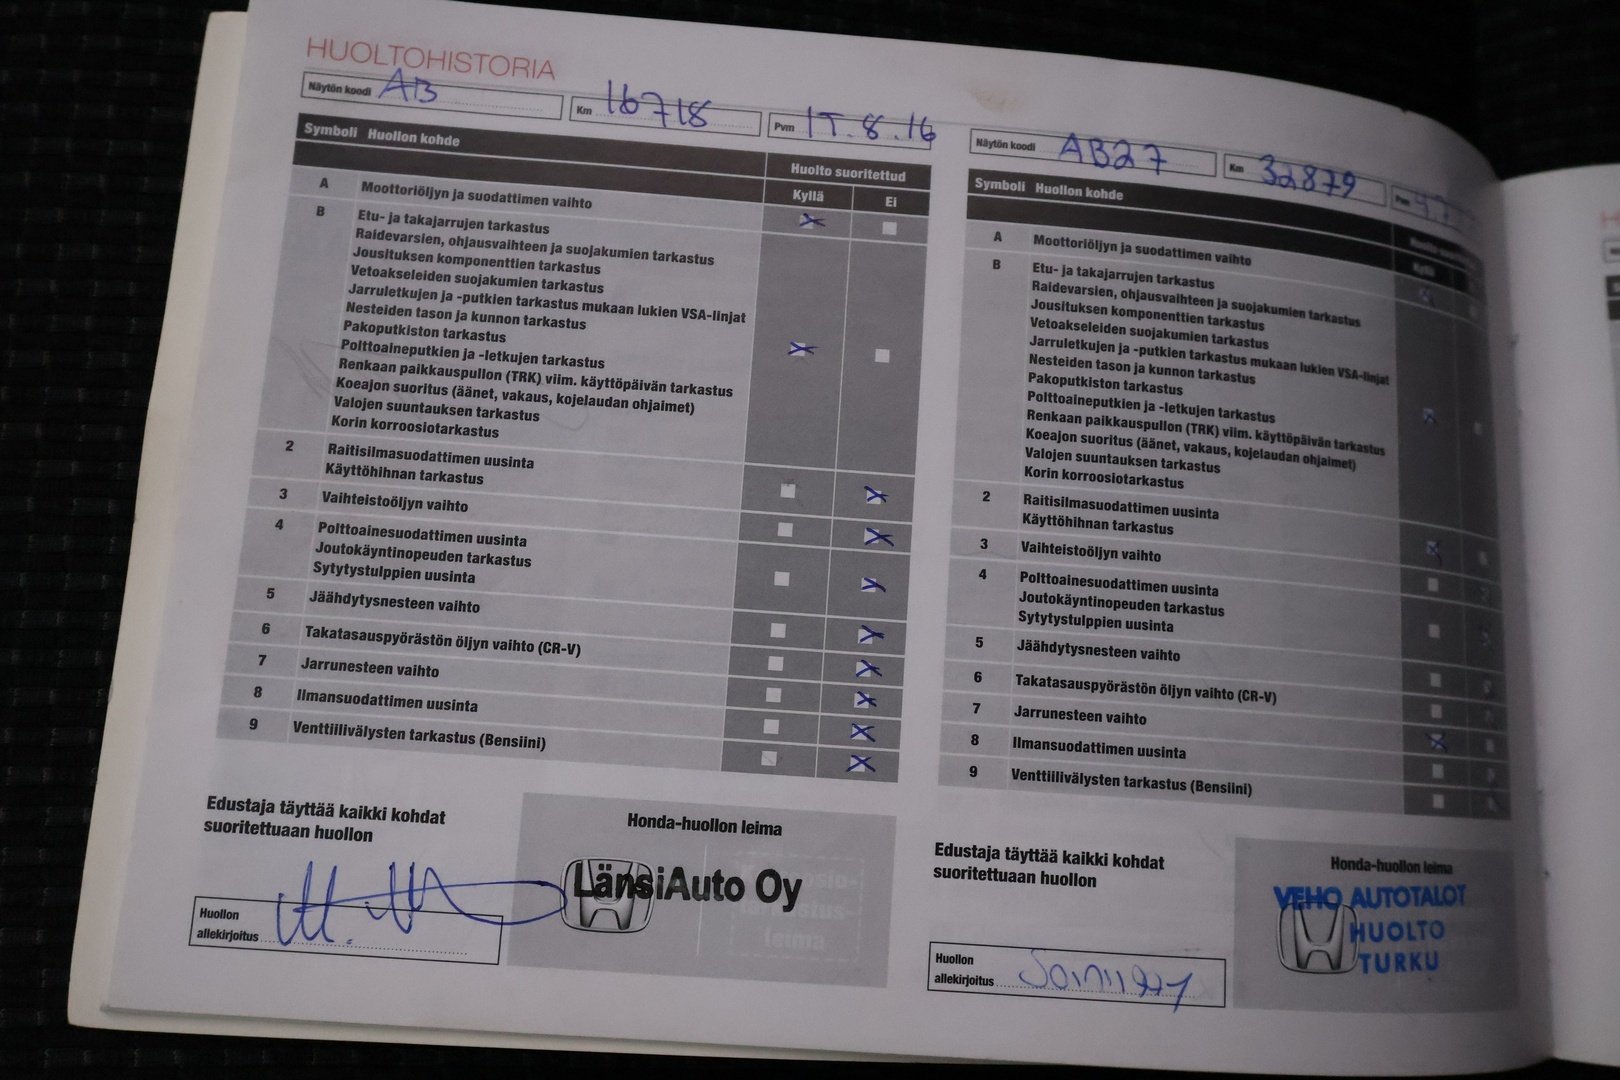 HUOLTOHISTORIA
Näytön koodi AB Km 16718 Pvm 17.8.16
Symboli Huollon kohde
Huolto suoritettud
Kyllä Ei
A Moottoriöljyn ja suodattimen vaihto
B Etu- ja takajarrujen tarkastus
Raidevarsien, ohjausvaihteen ja suojakumien tarkastus
Jousituksen komponenttien tarkastus
Vetoakseleiden suojakumien tarkastus
Jarruletkujen ja -putkien tarkastus mukaan lukien VSA-linjat
Nesteiden tason ja kunnon tarkastus
Pakoputkiston tarkastus
Polttoaineputkien ja -letkujen tarkastus
Renkaan paikkauspullon (TRK) viim. käyttöpäivän tarkastus
Koeajon suoritus (äänet, vakaus, kojelaudan ohjaimet)
Valojen suuntauksen tarkastus
Korin korroosiotarkastus
2 Raitisilmasuodattimen uusinta
Käyttöhihnan tarkastus
3 Vaihteistoöljyn vaihto
4 Polttoainesuodattimen uusinta
Joutokäyntinopeuden tarkastus
Sytytystulppien uusinta
5 Jäähdytysnesteen vaihto
6 Takatasauspyörästön öljyn vaihto (CR-V)
7 Jarrunesteen vaihto
8 Ilmansuodattimen uusinta
9 Venttiilivälysten tarkastus (Bensiini)
Edustaja täyttää kaikki kohdat
suoritettuaan huollon
Huollon
allekirjoitus
Honda-huollon leima
LänsiAuto Oy
Näytön koodi AB27 Km 32879 Pvm 4.7
Symboli Huollon kohde
Kyllä
A Moottoriöljyn ja suodattimen vaihto
B Etu- ja takajarrujen tarkastus
Raidevarsien, ohjausvaihteen ja suojakumien tarkastus
Jousituksen komponenttien tarkastus
Vetoakseleiden suojakumien tarkastus
Jarruletkujen ja -putkien tarkastus mukaan lukien VSA-linjat
Nesteiden tason ja kunnon tarkastus
Pakoputkiston tarkastus
Polttoaineputkien ja -letkujen tarkastus
Renkaan paikkauspullon (TRK) viim. käyttöpäivän tarkastus
Koeajon suoritus (äänet, vakaus, kojelaudan ohjaimet)
Valojen suuntauksen tarkastus
Korin korroosiotarkastus
2 Raitisilmasuodattimen uusinta
Käyttöhihnan tarkastus
3 Vaihteistoöljyn vaihto
4 Polttoainesuodattimen uusinta
Joutokäyntinopeuden tarkastus
Sytytystulppien uusinta
5 Jäähdytysnesteen vaihto
6 Takatasauspyörästön öljyn vaihto (CR-V)
7 Jarrunesteen vaihto
8 Ilmansuodattimen uusinta
9 Venttiilivälysten tarkastus (Bensiini)
Edustaja täyttää kaikki kohdat
suoritettuaan huollon
Huollon
allekirjoitus
Honda-huollon leima
VEHO AUTOTALOT
HUOLTO
TURKU